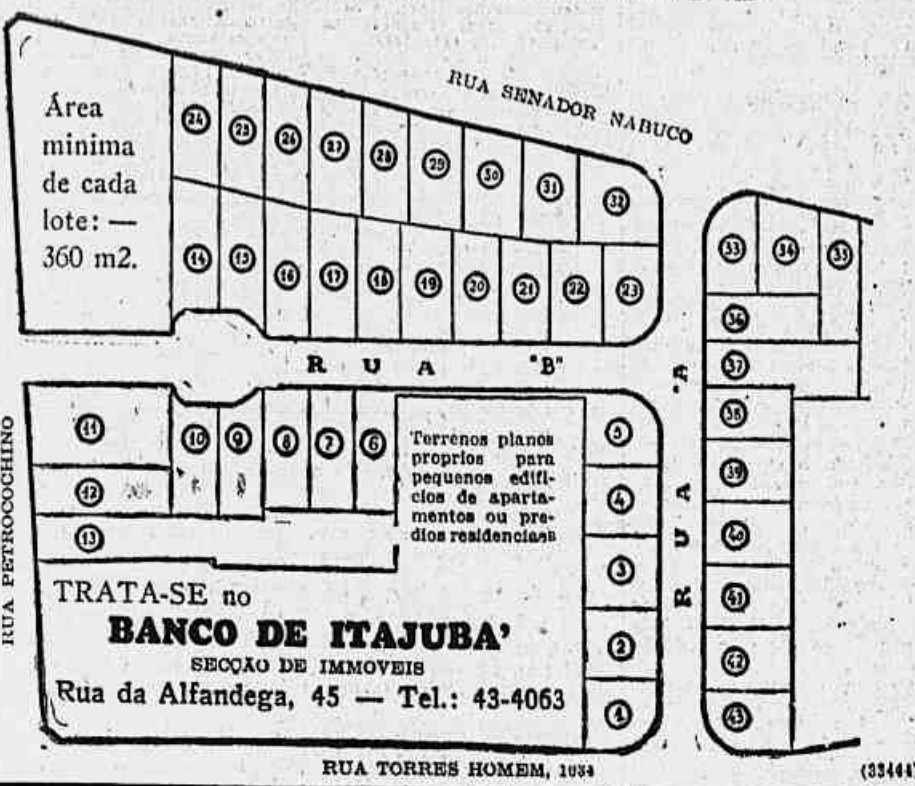 RUA SENADOR NABUCO
Área
minima
de cada
lote: —
360 m2.
24
25
26
27
28
29
30
31
32
14
15
16
17
18
19
20
21
22
23
33
34
35
36
37
38
39
40
41
42
43
RUA "B"
RUA "A"
11
10
9
8
7
6
12
13
5
4
3
2
1
Terrenos planos
proprios para
pequenos edifi-
cios de aparta-
mentos ou pre-
dios residenciaes
RUA PETROCOCHINO
TRATA-SE no
BANCO DE ITAJUBA'
SECÇÃO DE IMMOVEIS
Rua da Alfandega, 45 — Tel.: 43-4063
RUA TORRES HOMEM, 1034
(33444)